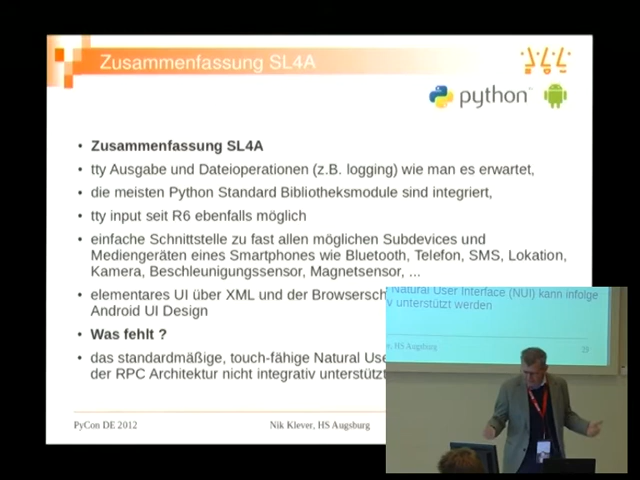 Zusammenfassung SL4A
python
Zusammenfassung SL4A
tty Ausgabe und Dateioperationen (z.B. logging) wie man es erwartet,
die meisten Python Standard Bibliotheksmodule sind integriert,
tty input seit R6 ebenfalls möglich
einfache Schnittstelle zu fast allen möglichen Subdevices und
Mediengeräten eines Smartphones wie Bluetooth, Telefon, SMS, Lokation,
Kamera, Beschleunigungssensor, Magnetsensor, ...
elementares UI über XML und der Browsersch
Android UI Design
Was fehlt ?
das standardmäßige, touch-fähige Natural Use
der RPC Architektur nicht integrativ unterstützt
PyCon DE 2012
Nik Klever, HS Augsburg
Natural User Interface (NUI) kann infolge
v unterstützt werden
r, HS Augsburg
29